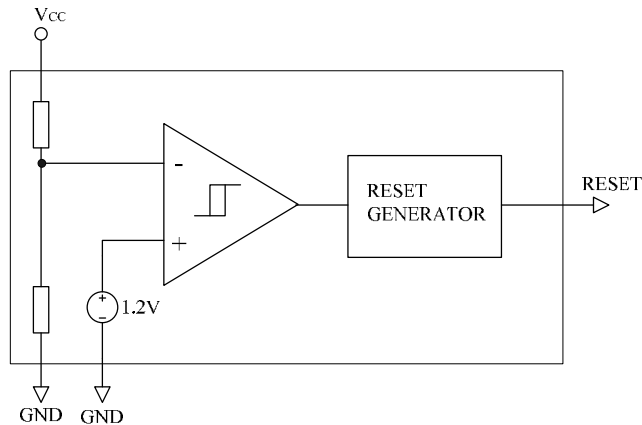 VCC
-
+
RESET
GENERATOR
RESET
+
-
1.2V
GND
GND